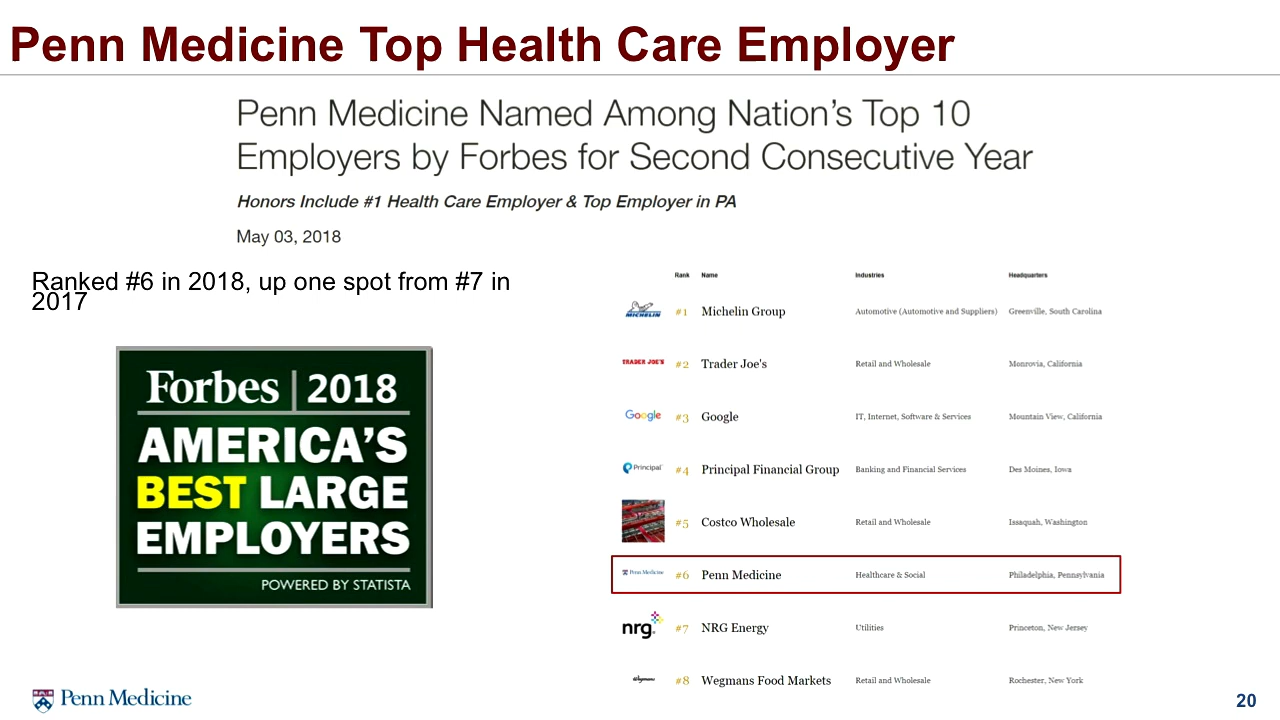 Penn Medicine Top Health Care Employer
Penn Medicine Named Among Nation's Top 10
Employers by Forbes for Second Consecutive Year
Honors Include #1 Health Care Employer & Top Employer in PA
May 03, 2018
Ranked #6 in 2018, up one spot from #7 in
2017
Forbes | 2018
AMERICA'S
BEST LARGE
EMPLOYERS
POWERED BY STATISTA
Rank Name Industries Headquarters
MICHELIN #1 Michelin Group Automotive (Automotive and Suppliers) Greenville, South Carolina
TRADER JOE'S #2 Trader Joe's Retail and Wholesale Monrovia, California
Google #3 Google IT, Internet, Software & Services Mountain View, California
Principal #4 Principal Financial Group Banking and Financial Services Des Moines, Iowa
#5 Costco Wholesale Retail and Wholesale Issaquah, Washington
Penn Medicine #6 Penn Medicine Healthcare & Social Philadelphia, Pennsylvania
nrg #7 NRG Energy Utilities Princeton, New Jersey
Wegmans #8 Wegmans Food Markets Retail and Wholesale Rochester, New York
Penn Medicine
20